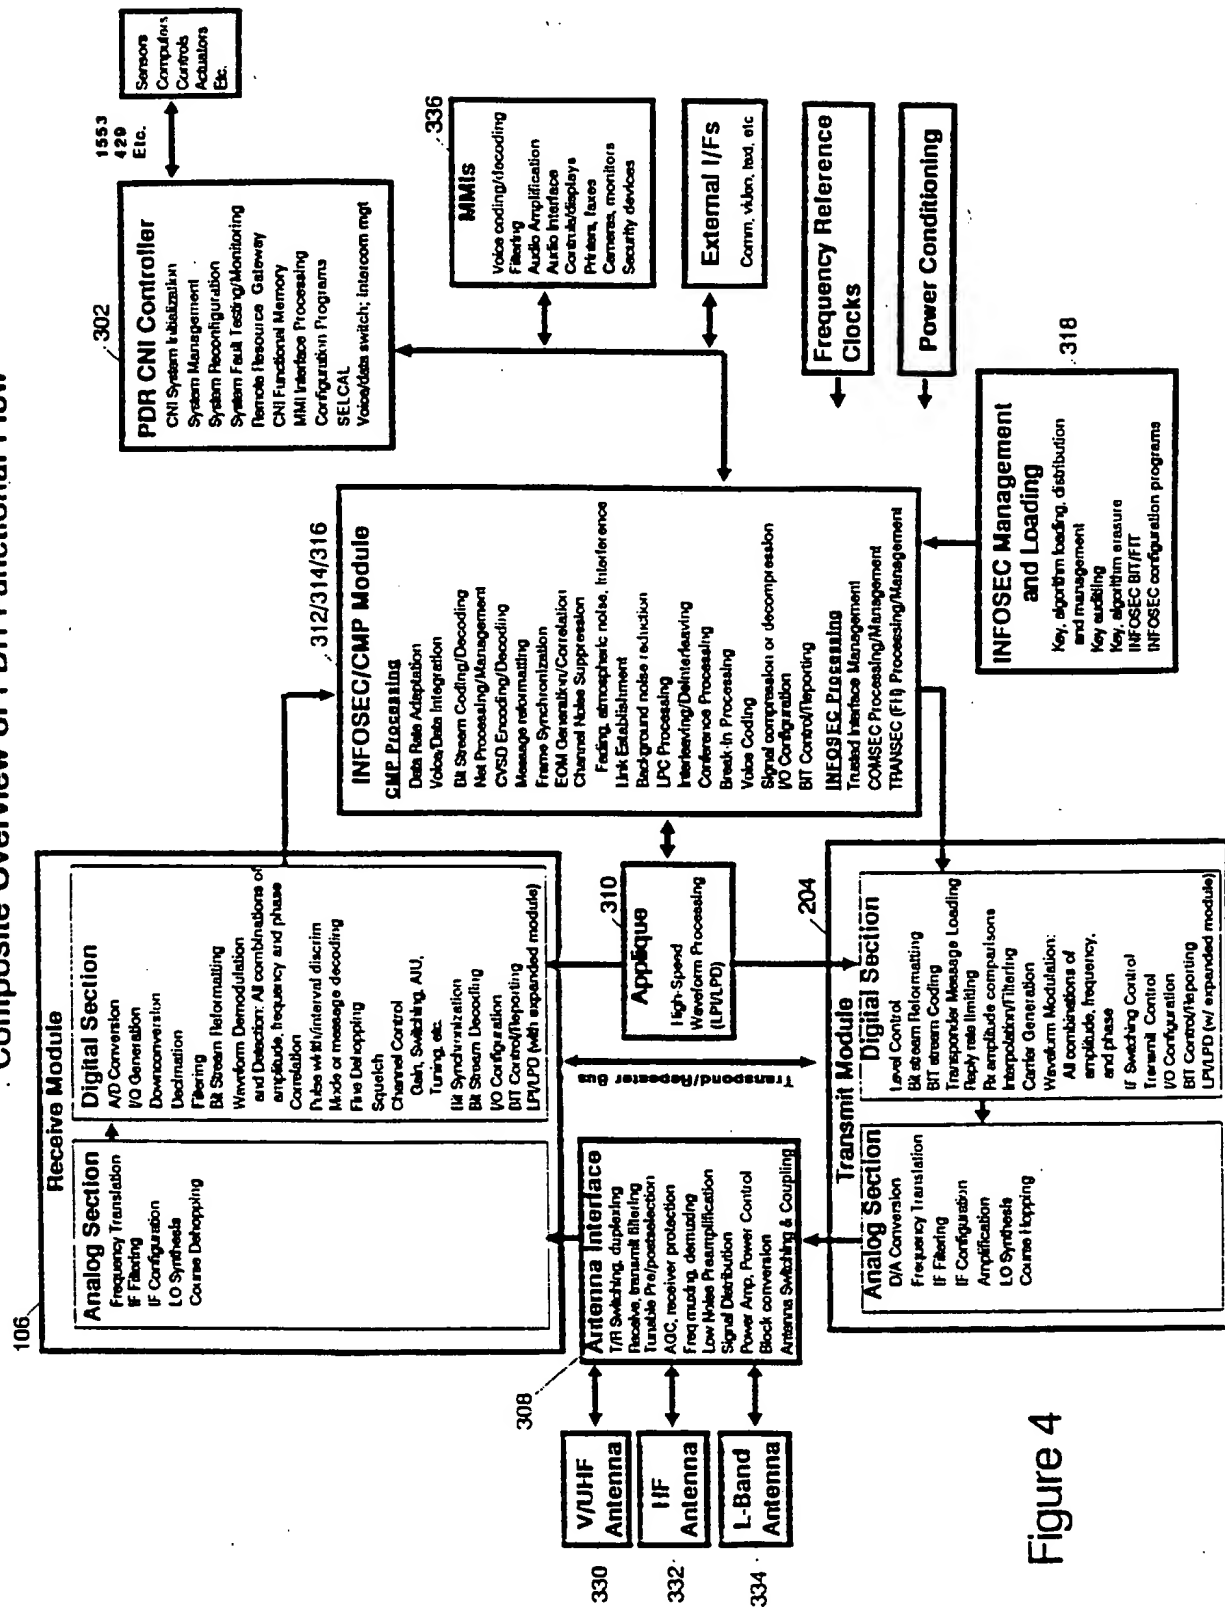 Composite Overview of PDR Functional Flow
106
Receive Module
Analog Section
Frequency Translation
IF Filtering
IF Configuration
LO Synthesis
Course Dehopping
Digital Section
A/D Conversion
I/Q Generation
Downconversion
Decimation
Filtering
Bit Stream Reformatting
Waveform Demodulation
and Detection: All combinations of
amplitude, frequency and phase
Correlation
Pulse width/interval discrim
Mode or message decoding
Fine Dehopping
Squelch
Channel Control
Gain, Switching, AIU,
Tuning, etc.
Bit Synchronization
Bit Stream Decoding
I/O Configuration
BIT Control/Reporting
LPI/LPD (with expanded module)
V/UHF
Antenna
330
HF
Antenna
332
L-Band
Antenna
334
308
Antenna Interface
T/R Switching, duplexing
Receive, transmit filtering
Tunable Pre/postselection
AGC, receiver protection
Freq muxing, demuxing
Low Noise Preamplification
Signal Distribution
Power Amp, Power Control
Block conversion
Antenna Switching & Coupling
Transpond/Repeater Bus
310
Applique
High-Speed
Waveform Processing
(LPI/LPD)
204
Transmit Module
Analog Section
D/A Conversion
Frequency Translation
IF Filtering
IF Configuration
Amplification
LO Synthesis
Course Hopping
Digital Section
Level Control
Bit stream Reformatting
BIT stream Coding
Transponder Message Loading
Reply rate limiting
Rx amplitude comparisons
Interpolation/Filtering
Carrier Generation
Waveform Modulation:
All combinations of
amplitude, frequency,
and phase
IF Switching Control
Transmit Control
I/O Configuration
BIT Control/Reporting
LPI/LPD (w/ expanded module)
312/314/316
INFOSEC/CMP Module
CMP Processing
Data Rate Adaptation
Voice/Data Integration
Bit Stream Coding/Decoding
Net Processing/Management
CVSD Encoding/Decoding
Message reformatting
Frame Synchronization
EOM Generation/Correlation
Channel Noise Suppression
Fading, atmospheric noise, Interference
Link Establishment
Background noise reduction
LPC Processing
Interleaving/DeInterleaving
Conference Processing
Break-In Processing
Voice Coding
Signal compression or decompression
I/O Configuration
BIT Control/Reporting
INFOSEC Processing
Trusted Interface Management
COMSEC Processing/Management
TRANSEC (FH) Processing/Management
302
PDR CNI Controller
CNI System Initialization
System Management
System Reconfiguration
System Fault Testing/Monitoring
Remote Resource Gateway
CNI Functional Memory
MMI Interface Processing
Configuration Programs
SELCAL
Voice/data switch; Intercom mgt
1553
429
Etc.
Sensors
Computors
Controls
Actuators
Etc.
336
MMIs
Voice coding/decoding
Filtering
Audio Amplification
Audio Interface
Controls/displays
Printers, faxes
Cameras, monitors
Security devices
External I/Fs
Comm, video, text, etc
Frequency Reference
Clocks
Power Conditioning
318
INFOSEC Management
and Loading
Key, algorithm loading, distribution
and management
Key auditing
Key, algorithm erasure
INFOSEC BIT/FIT
INFOSEC configuration programs
Figure 4